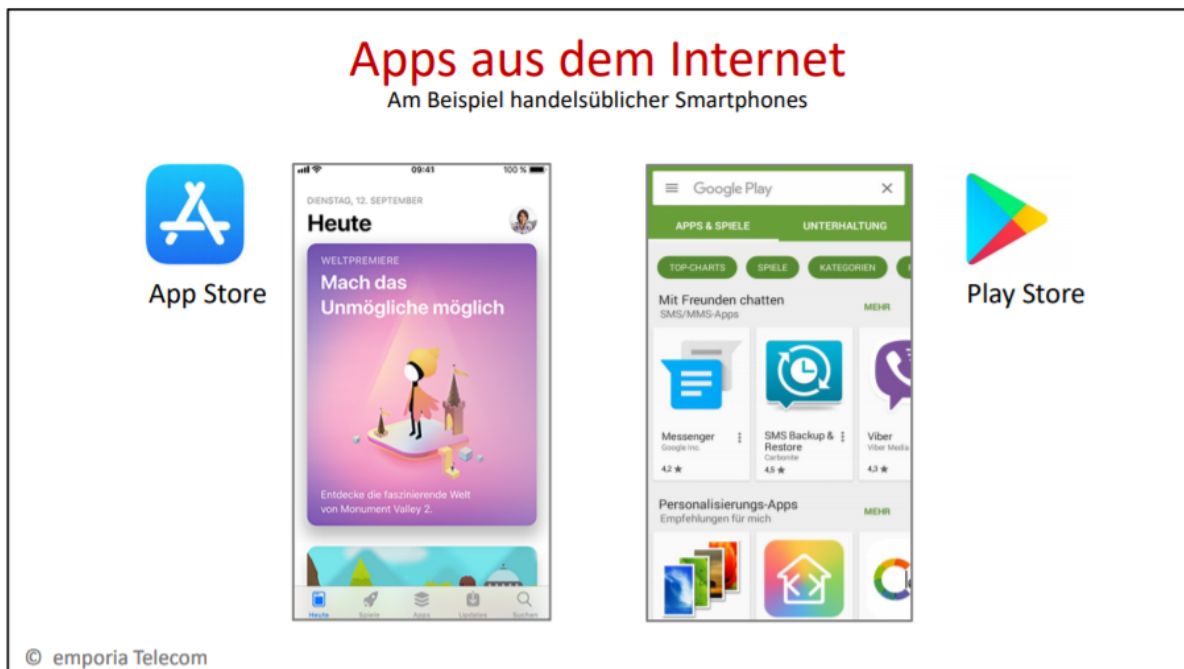 Apps aus dem Internet
Am Beispiel handelsüblicher Smartphones
App Store
09:41
100 %
DIENSTAG, 12. SEPTEMBER
Heute
WELTPREMIERE
Mach das
Unmögliche möglich
Entdecke die faszinierende Welt
von Monument Valley 2.
Heute
Spiele
Apps
Updates
Suchen
Google Play
APPS & SPIELE
UNTERHALTUNG
TOP-CHARTS
SPIELE
KATEGORIEN
Mit Freunden chatten
SMS/MMS-Apps
MEHR
Messenger
Google Inc.
4,2 ★
SMS Backup &
Restore
Carbonite
4,5 ★
Viber
Viber Media
4,3 ★
Personalisierungs-Apps
Empfehlungen für mich
MEHR
Play Store
© emporia Telecom